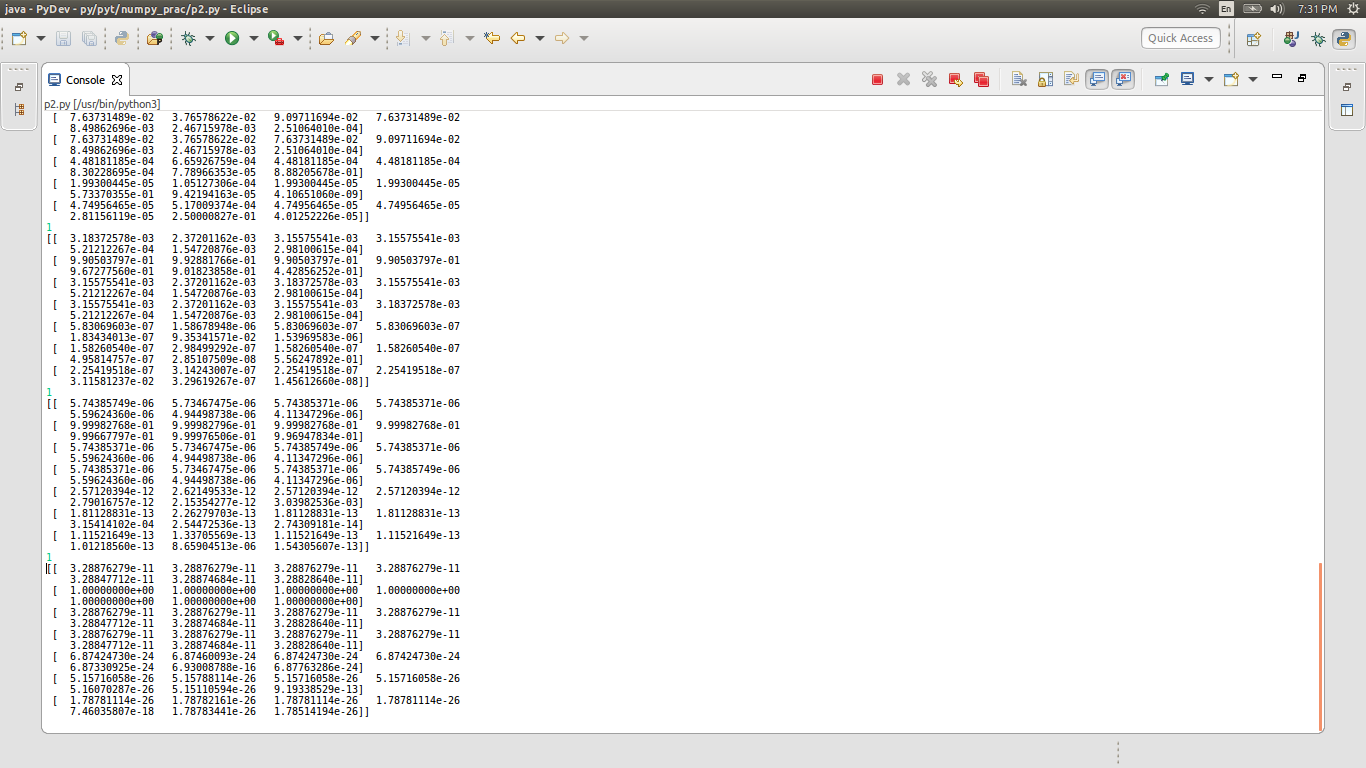 java - PyDev - py/pyt/numpy_prac/p2.py - Eclipse
En
7:31 PM
Quick Access
Console
p2.py [/usr/bin/python3]
[ 7.63731489e-02 3.76578622e-02 9.09711694e-02 7.63731489e-02
8.49862696e-03 2.46715978e-03 2.51064010e-04]
[ 7.63731489e-02 3.76578622e-02 7.63731489e-02 9.09711694e-02
8.49862696e-03 2.46715978e-03 2.51064010e-04]
[ 4.48181185e-04 6.65926759e-04 4.48181185e-04 4.48181185e-04
8.30228695e-04 7.78966353e-05 8.88205678e-01]
[ 1.99300445e-05 1.05127306e-04 1.99300445e-05 1.99300445e-05
5.73370355e-01 9.42194163e-05 4.10651060e-09]
[ 4.74956465e-05 5.17009374e-04 4.74956465e-05 4.74956465e-05
2.81156119e-05 2.50000827e-01 4.01252226e-05]]
1
[[ 3.18372578e-03 2.37201162e-03 3.15575541e-03 3.15575541e-03
5.21212267e-04 1.54720876e-03 2.98100615e-04]
[ 9.90503797e-01 9.92881766e-01 9.90503797e-01 9.90503797e-01
9.67277560e-01 9.01823858e-01 4.42856252e-01]
[ 3.15575541e-03 2.37201162e-03 3.18372578e-03 3.15575541e-03
5.21212267e-04 1.54720876e-03 2.98100615e-04]
[ 3.15575541e-03 2.37201162e-03 3.15575541e-03 3.18372578e-03
5.21212267e-04 1.54720876e-03 2.98100615e-04]
[ 5.83069603e-07 1.58678948e-06 5.83069603e-07 5.83069603e-07
1.83434013e-07 9.35341571e-02 1.53969583e-06]
[ 1.58260540e-07 2.98499292e-07 1.58260540e-07 1.58260540e-07
4.95814757e-07 2.85107509e-08 5.56247892e-01]
[ 2.25419518e-07 3.14243007e-07 2.25419518e-07 2.25419518e-07
3.11581237e-02 3.29619267e-07 1.45612660e-08]]
1
[[ 5.74385749e-06 5.73467475e-06 5.74385371e-06 5.74385371e-06
5.59624360e-06 4.94498738e-06 4.11347296e-06]
[ 9.99982768e-01 9.99982796e-01 9.99982768e-01 9.99982768e-01
9.99667797e-01 9.99976506e-01 9.96947834e-01]
[ 5.74385371e-06 5.73467475e-06 5.74385749e-06 5.74385371e-06
5.59624360e-06 4.94498738e-06 4.11347296e-06]
[ 5.74385371e-06 5.73467475e-06 5.74385371e-06 5.74385749e-06
5.59624360e-06 4.94498738e-06 4.11347296e-06]
[ 2.57120394e-12 2.62149533e-12 2.57120394e-12 2.57120394e-12
2.79016757e-12 2.15354277e-12 3.03982536e-03]
[ 1.81128831e-13 2.26279703e-13 1.81128831e-13 1.81128831e-13
3.15414102e-04 2.54472536e-13 2.74309181e-14]
[ 1.11521649e-13 1.33705569e-13 1.11521649e-13 1.11521649e-13
1.01218560e-13 8.65904513e-06 1.54305607e-13]]
1
[[ 3.28876279e-11 3.28876279e-11 3.28876279e-11 3.28876279e-11
3.28847712e-11 3.28874684e-11 3.28828640e-11]
[ 1.00000000e+00 1.00000000e+00 1.00000000e+00 1.00000000e+00
1.00000000e+00 1.00000000e+00 1.00000000e+00]
[ 3.28876279e-11 3.28876279e-11 3.28876279e-11 3.28876279e-11
3.28847712e-11 3.28874684e-11 3.28828640e-11]
[ 3.28876279e-11 3.28876279e-11 3.28876279e-11 3.28876279e-11
3.28847712e-11 3.28874684e-11 3.28828640e-11]
[ 6.87424730e-24 6.87460093e-24 6.87424730e-24 6.87424730e-24
6.87330925e-24 6.93008788e-16 6.87763286e-24]
[ 5.15716058e-26 5.15788114e-26 5.15716058e-26 5.15716058e-26
5.16070287e-26 5.15110594e-26 9.19338529e-13]
[ 1.78781114e-26 1.78782161e-26 1.78781114e-26 1.78781114e-26
7.46035807e-18 1.78783441e-26 1.78514194e-26]]